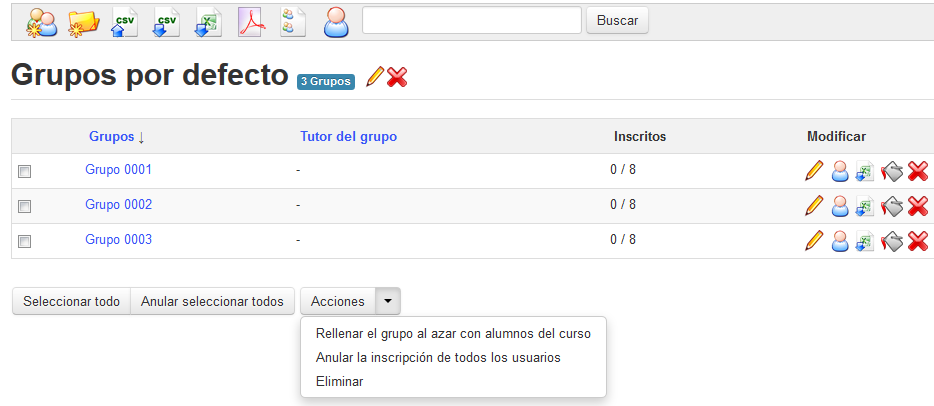 CSV CSV Buscar
Grupos por defecto 3 Grupos
Grupos ↓ Tutor del grupo Inscritos Modificar
Grupo 0001 - 0 / 8
Grupo 0002 - 0 / 8
Grupo 0003 - 0 / 8
Seleccionar todo Anular seleccionar todos Acciones
Rellenar el grupo al azar con alumnos del curso
Anular la inscripción de todos los usuarios
Eliminar